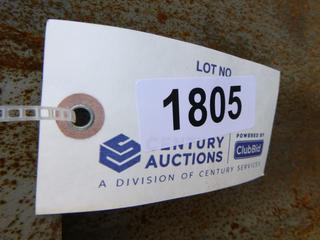 LOT NO
1805
CENTURY
AUCTIONS
POWERED BY
ClubBid
A DIVISION OF CENTURY SERVICES